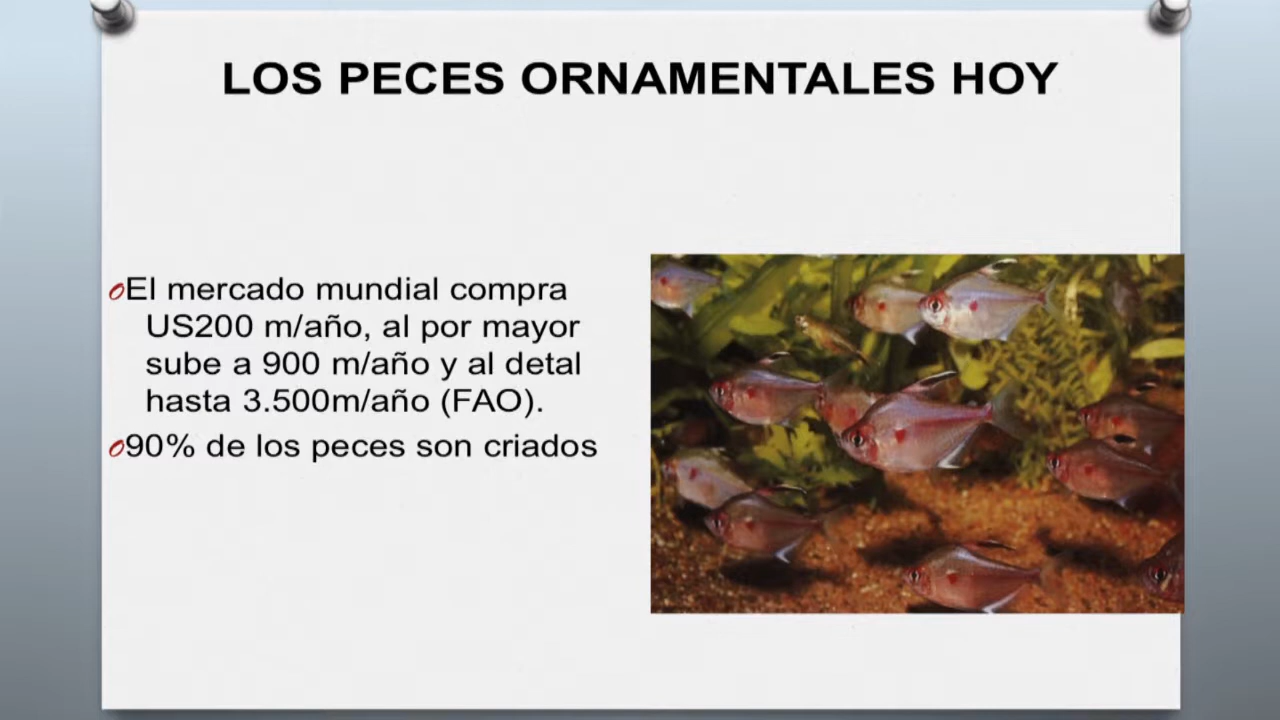 LOS PECES ORNAMENTALES HOY
El mercado mundial compra
US200 m/año, al por mayor
sube a 900 m/año y al detal
hasta 3.500m/año (FAO).
90% de los peces son criados